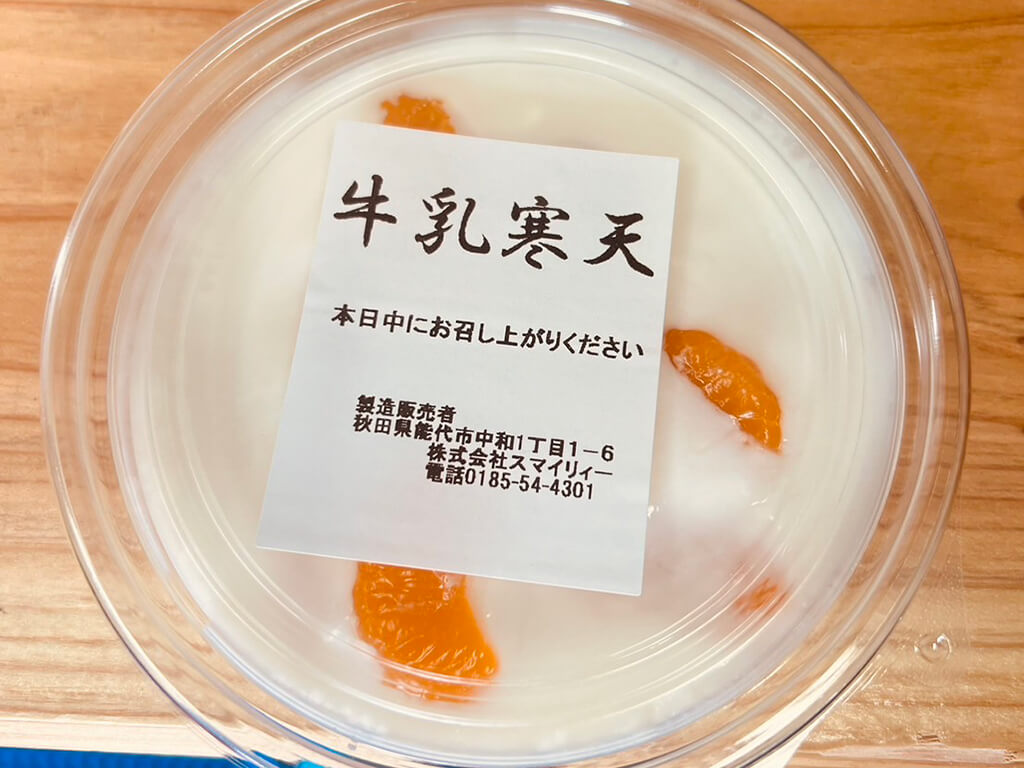 牛乳寒天
本日中にお召し上がりください
製造販売者
秋田県能代市中和1丁目1−6
株式会社スマイリィー
電話0185-54-4301